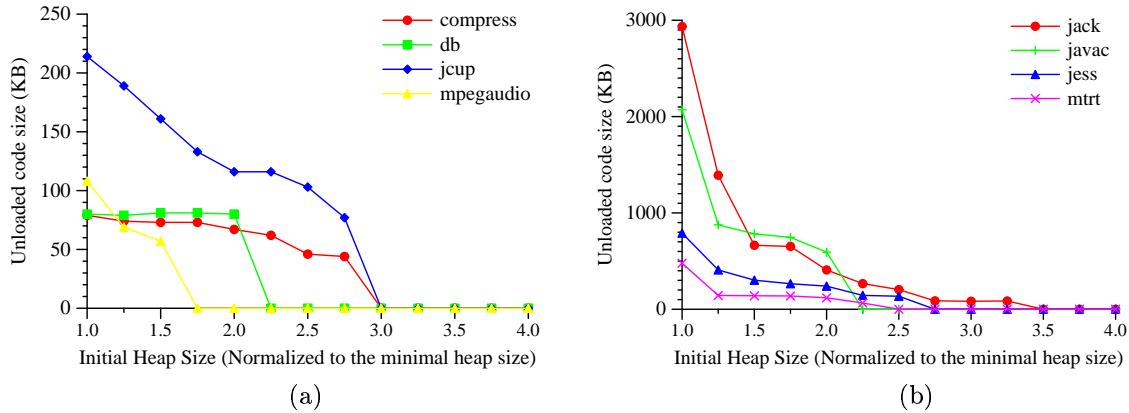 250
200
150
100
50
0
Unloaded code size (KB)
compress
db
jcup
mpegaudio
1.0 1.5 2.0 2.5 3.0 3.5 4.0
Initial Heap Size (Normalized to the minimal heap size)
(a)
3000
2000
1000
0
Unloaded code size (KB)
jack
javac
jess
mtrt
1.0 1.5 2.0 2.5 3.0 3.5 4.0
Initial Heap Size (Normalized to the minimal heap size)
(b)